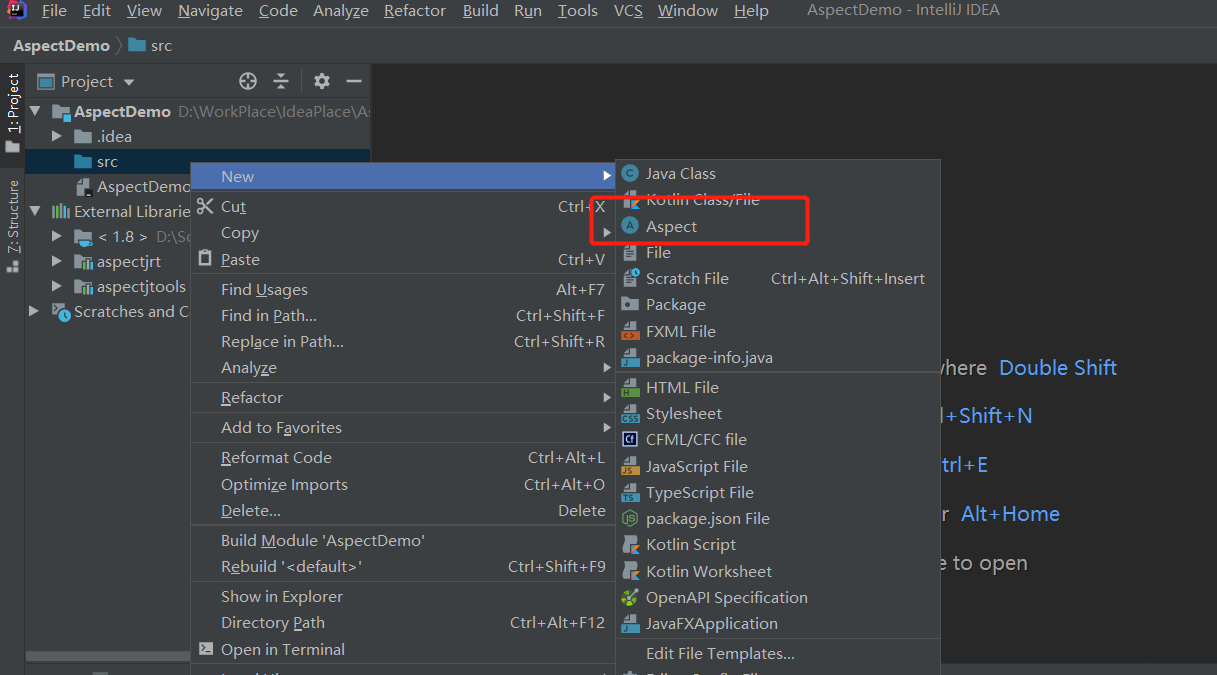 File Edit View Navigate Code Analyze Refactor Build Run Tools VCS Window Help AspectDemo - IntelliJ IDEA
AspectDemo src
1: Project
Z: Structure
Project
AspectDemo D:\WorkPlace\IdeaPlace\A
.idea
src
AspectDemo
External Librarie
< 1.8 >
aspectjrt
aspectjtools
Scratches and C
New
Cut Ctrl+X
Copy
Paste Ctrl+V
Find Usages Alt+F7
Find in Path... Ctrl+Shift+F
Replace in Path... Ctrl+Shift+R
Analyze
Refactor
Add to Favorites
Reformat Code Ctrl+Alt+L
Optimize Imports Ctrl+Alt+O
Delete... Delete
Build Module 'AspectDemo'
Rebuild '<default>' Ctrl+Shift+F9
Show in Explorer
Directory Path Ctrl+Alt+F12
Open in Terminal
Java Class
Kotlin Class/File
Aspect
File
Scratch File Ctrl+Alt+Shift+Insert
Package
FXML File
package-info.java
HTML File
Stylesheet
CFML/CFC file
JavaScript File
TypeScript File
package.json File
Kotlin Script
Kotlin Worksheet
OpenAPI Specification
JavaFXApplication
Edit File Templates...
where Double Shift
+Shift+N
trl+E
r Alt+Home
e to open